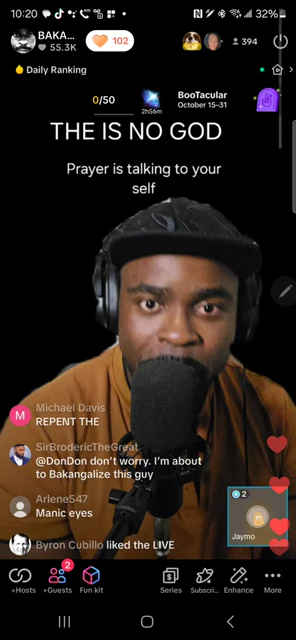 10:20
32%
BAKA...
55.3K
102
394
Daily Ranking
0/50
2h56m
BooTacular
October 15–31
THE IS NO GOD
Prayer is talking to your
self
M
Michael Davis
REPENT THE
SirBrodericTheGreat
@DonDon don't worry. I'm about
to Bakangalize this guy
Arlene547
Manic eyes
Byron Cubillo liked the LIVE
2
Jaymo
2
+Hosts
+Guests
Fun kit
Series
Subscri...
Enhance
More